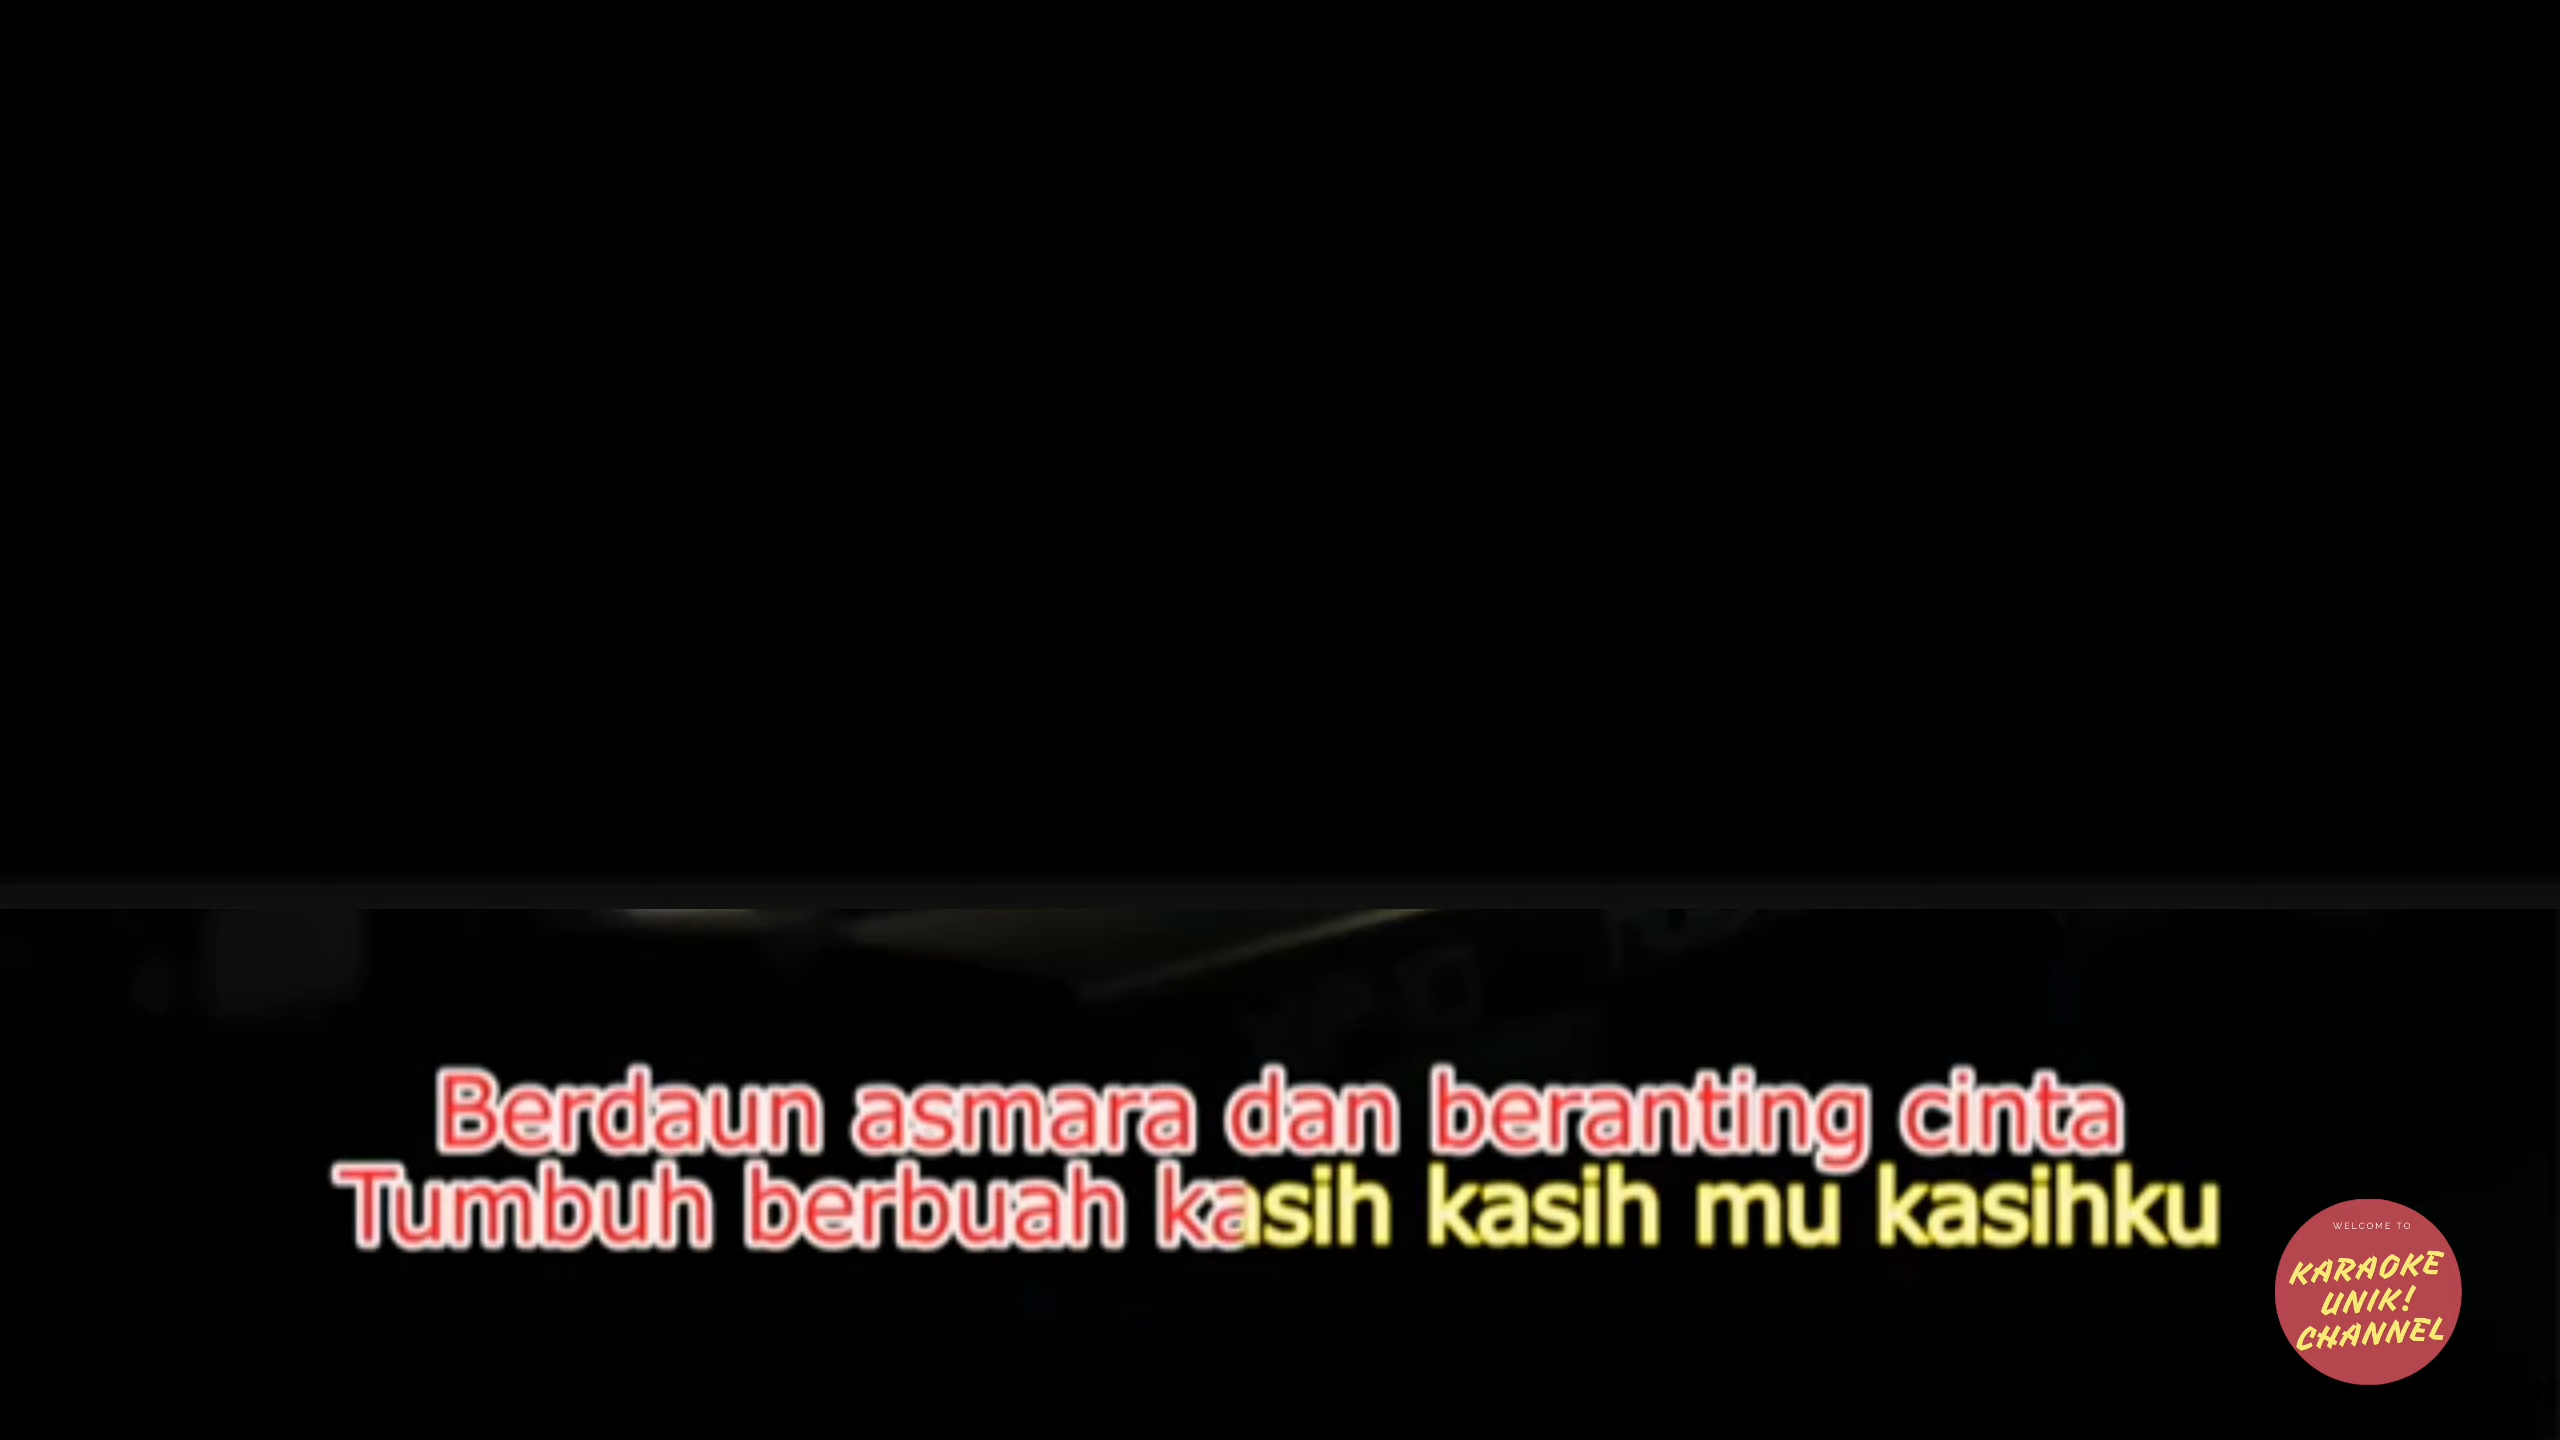 Berdaun asmara dan beranting cinta
Tumbuh berbuah kasih kasih mu kasihku
WELCOME TO
KARAOKE
UNIK!
CHANNEL